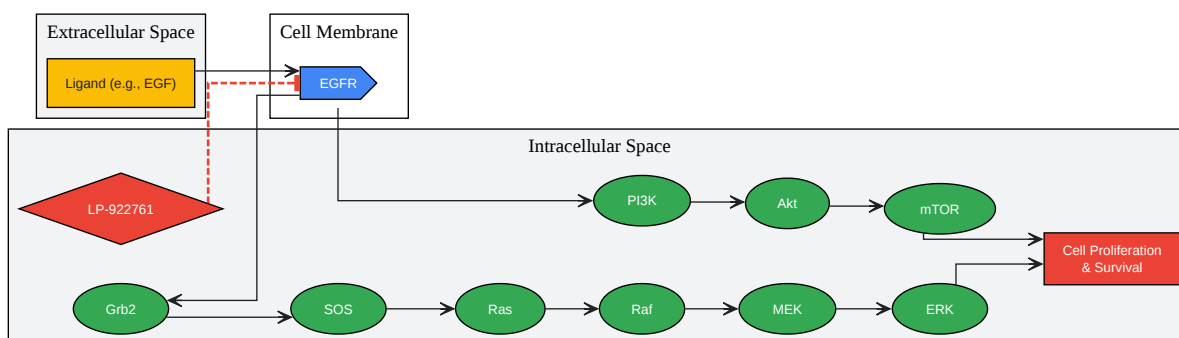 Extracellular Space
Cell Membrane
Ligand (e.g., EGF)
EGFR
Intracellular Space
LP-922761
PI3K
Akt
mTOR
Cell Proliferation
& Survival
Grb2
SOS
Ras
Raf
MEK
ERK